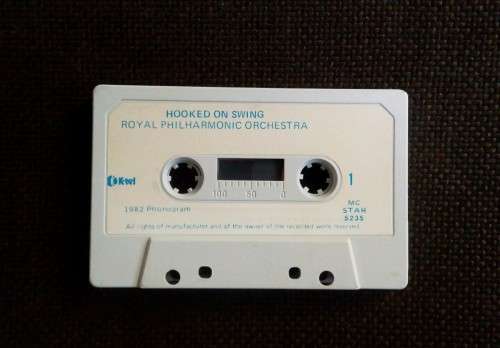 HOOKED ON SWING
ROYAL PHILHARMONIC ORCHESTRA
K-tel
1
100 50 0
MC
STAH
5235
1982 Phonogram
All rights of manufacturer and of the owner of the recorded work reserved